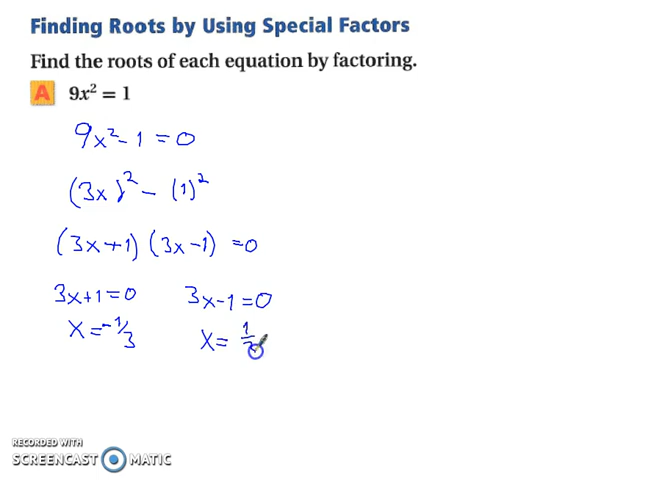 Finding Roots by Using Special Factors
Find the roots of each equation by factoring.
A 9x² = 1
9x² - 1 = 0
(3x)² - (1)²
(3x+1) (3x-1) = 0
3x+1=0 3x-1=0
x = -1/3 x = 1/3
RECORDED WITH
SCREENCAST MATIC